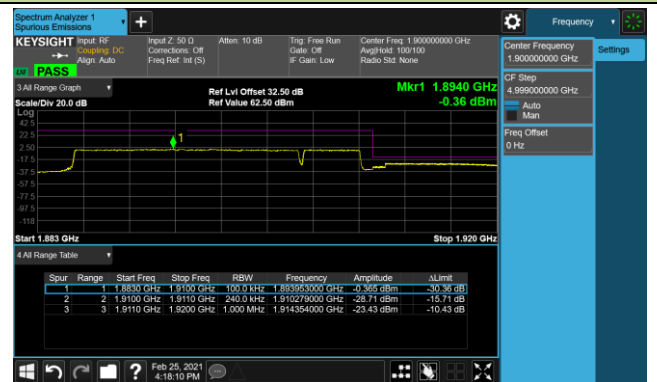 Spectrum Analyzer 1
Spurious Emissions
Frequency
KEYSIGHT Input: RF Input Z: 50 Ω Atten: 10 dB Trig: Free Run Center Freq: 1.900000000 GHz
Coupling: DC Corrections: Off Gate: Off Avg|Hold: 100/100
Align: Auto Freq Ref: Int (S) IF Gain: Low Radio Std: None
PASS
Center Frequency
1.900000000 GHz
Settings
CF Step
4.999000000 GHz
Auto
Man
Freq Offset
0 Hz
3 All Range Graph
Ref Lvl Offset 32.50 dB Mkr1 1.8940 GHz
Scale/Div 20.0 dB Ref Value 62.50 dBm -0.36 dBm
Log
42.5
22.5
2.50
-17.5
-37.5
-57.5
-77.5
-97.5
-118
1
Start 1.883 GHz Stop 1.920 GHz
4 All Range Table
Spur Range Start Freq Stop Freq RBW Frequency Amplitude ΔLimit
1 1 1.8830 GHz 1.9100 GHz 100.0 kHz 1.893953000 GHz -0.365 dBm -30.36 dB
2 2 1.9100 GHz 1.9110 GHz 240.0 kHz 1.910279000 GHz -28.71 dBm -15.71 dB
3 3 1.9110 GHz 1.9200 GHz 1.000 MHz 1.914354000 GHz -23.43 dBm -10.43 dB
Feb 25, 2021
4:18:10 PM